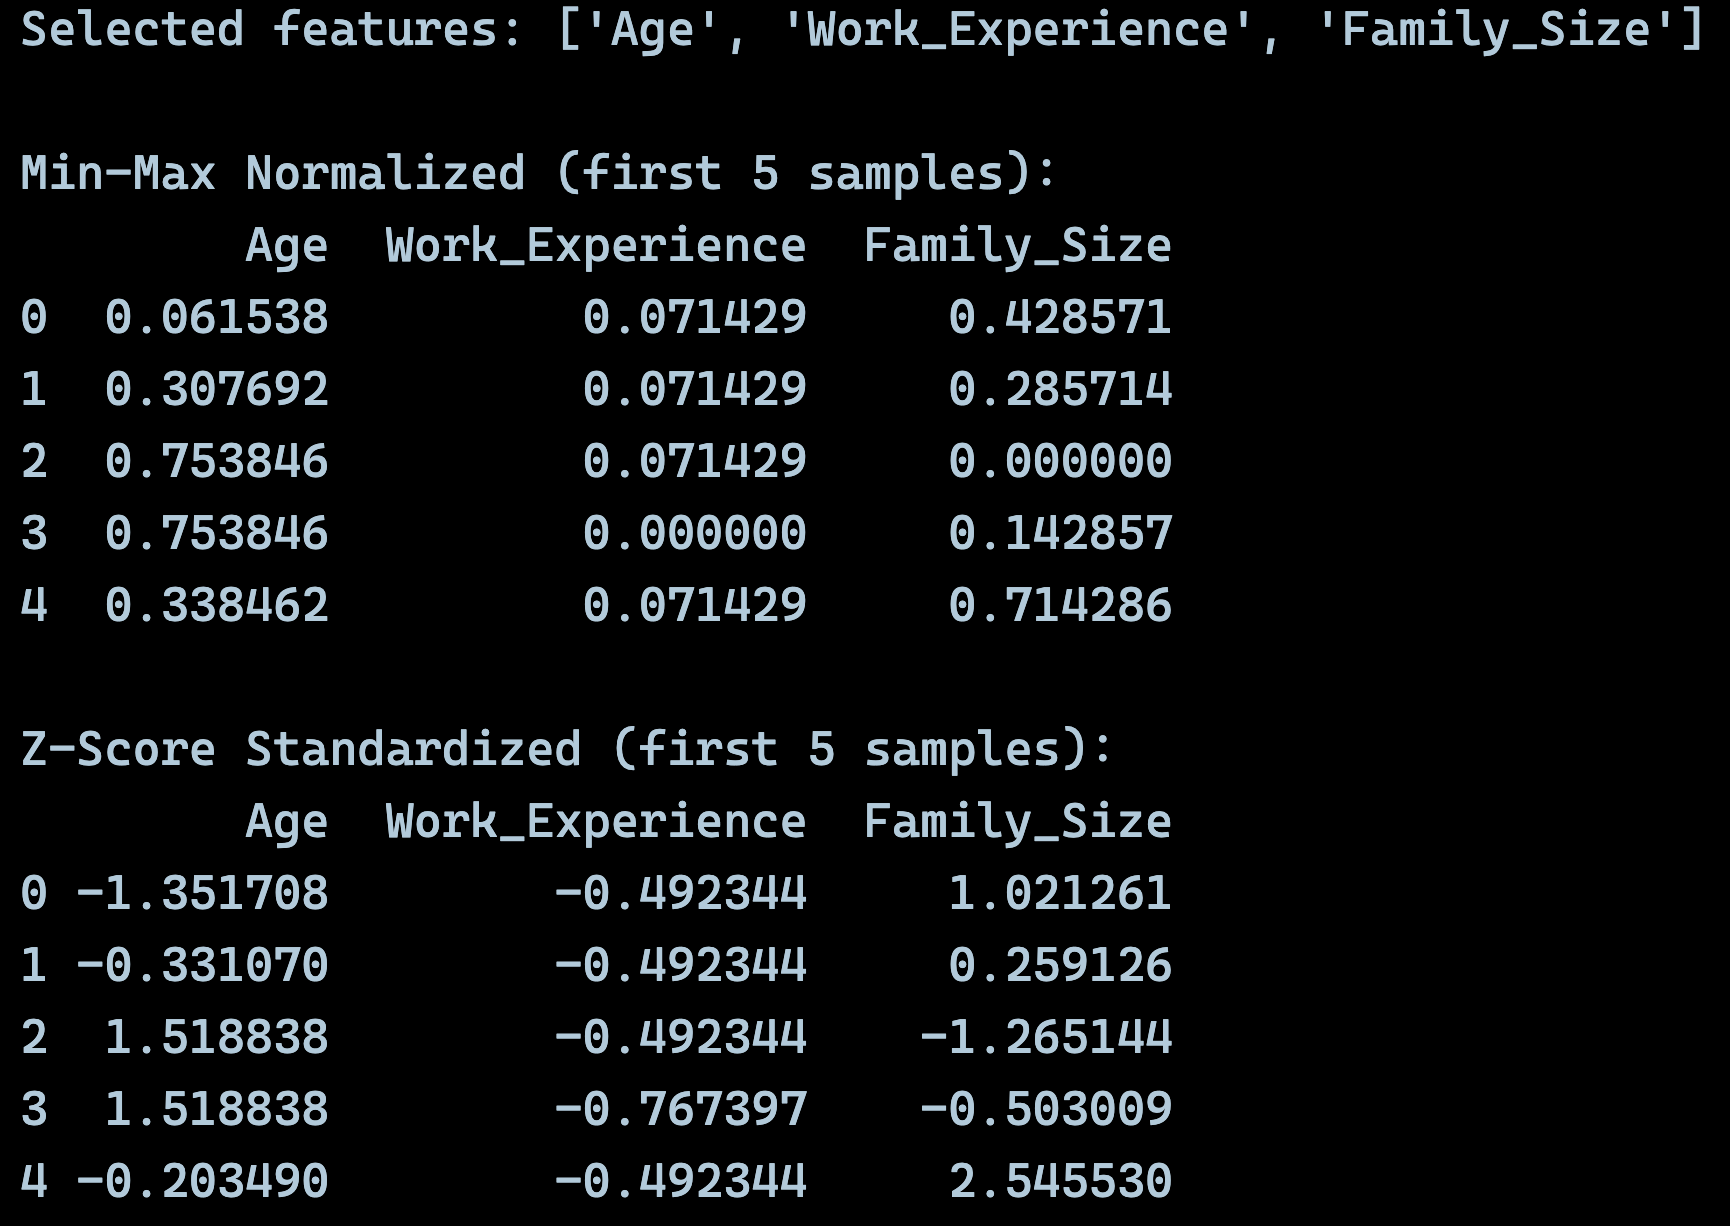 Selected features: ['Age', 'Work_Experience', 'Family_Size']
Min-Max Normalized (first 5 samples):
Age Work_Experience Family_Size
0 0.061538 0.071429 0.428571
1 0.307692 0.071429 0.285714
2 0.753846 0.071429 0.000000
3 0.753846 0.000000 0.142857
4 0.338462 0.071429 0.714286
Z-Score Standardized (first 5 samples):
Age Work_Experience Family_Size
0 -1.351708 -0.492344 1.021261
1 -0.331070 -0.492344 0.259126
2 1.518838 -0.492344 -1.265144
3 1.518838 -0.767397 -0.503009
4 -0.203490 -0.492344 2.545530